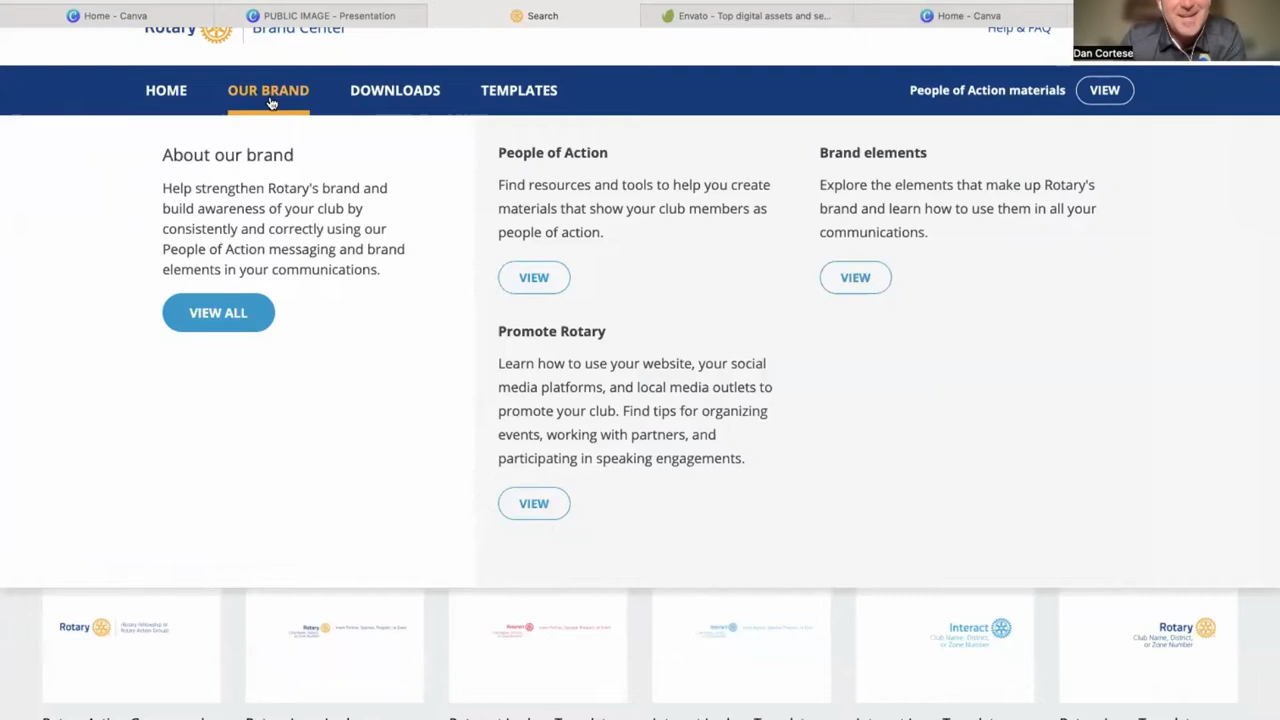 Home - Canva
PUBLIC IMAGE - Presentation
Search
Envato - Top digital assets and se...
Home - Canva
Rotary
Brand Center
Help & FAQ
Dan Cortese
HOME
OUR BRAND
DOWNLOADS
TEMPLATES
People of Action materials
VIEW
About our brand
Help strengthen Rotary's brand and
build awareness of your club by
consistently and correctly using our
People of Action messaging and brand
elements in your communications.
VIEW ALL
People of Action
Find resources and tools to help you create
materials that show your club members as
people of action.
VIEW
Brand elements
Explore the elements that make up Rotary's
brand and learn how to use them in all your
communications.
VIEW
Promote Rotary
Learn how to use your website, your social
media platforms, and local media outlets to
promote your club. Find tips for organizing
events, working with partners, and
participating in speaking engagements.
VIEW
Rotary
Rotary Fellowship or
Rotary Action Group
Rotary
Interact
Club Name, District,
or Zone Number
Rotary
Club Name, District,
or Zone Number